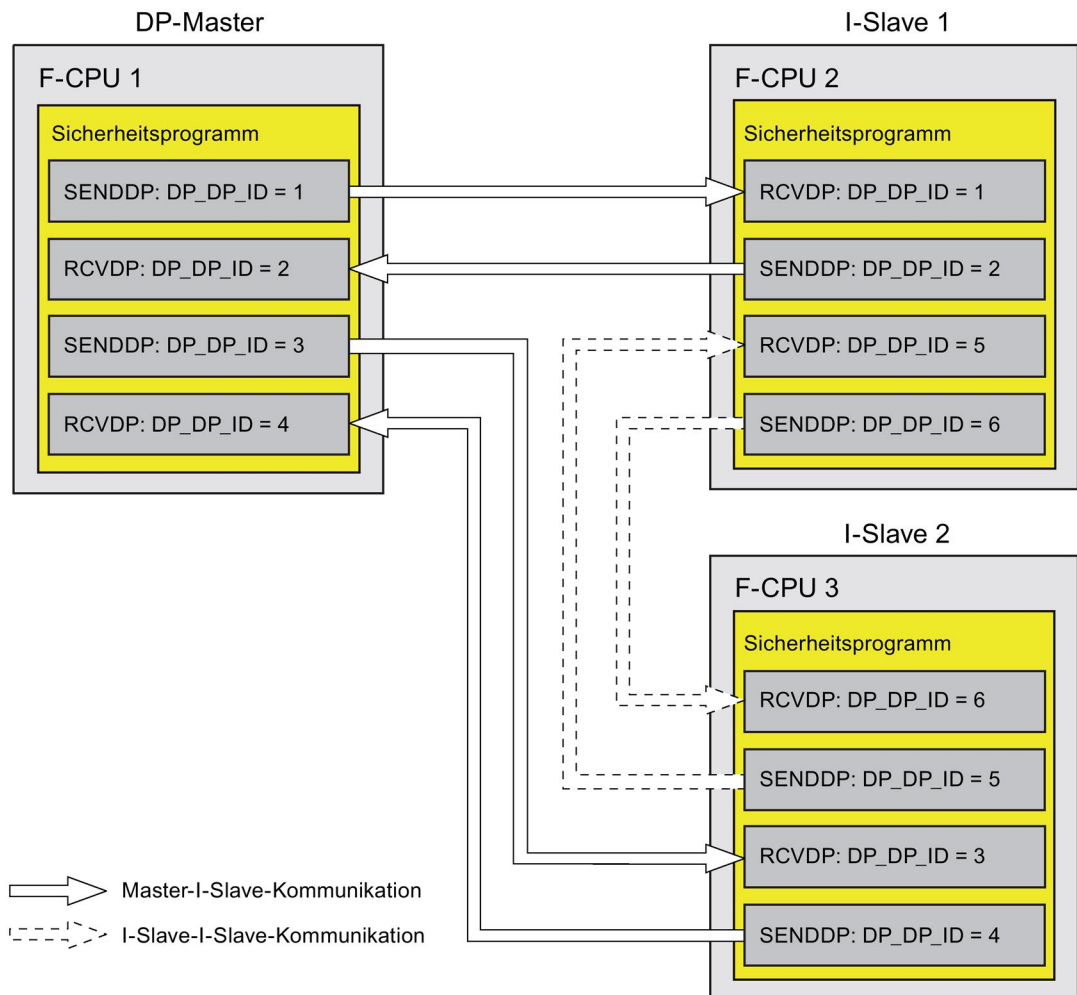 DP-Master
F-CPU 1
Sicherheitsprogramm
SENDDP: DP_DP_ID = 1
RCVDP: DP_DP_ID = 2
SENDDP: DP_DP_ID = 3
RCVDP: DP_DP_ID = 4
I-Slave 1
F-CPU 2
Sicherheitsprogramm
RCVDP: DP_DP_ID = 1
SENDDP: DP_DP_ID = 2
RCVDP: DP_DP_ID = 5
SENDDP: DP_DP_ID = 6
I-Slave 2
F-CPU 3
Sicherheitsprogramm
RCVDP: DP_DP_ID = 6
SENDDP: DP_DP_ID = 5
RCVDP: DP_DP_ID = 3
SENDDP: DP_DP_ID = 4
Master-I-Slave-Kommunikation
I-Slave-I-Slave-Kommunikation